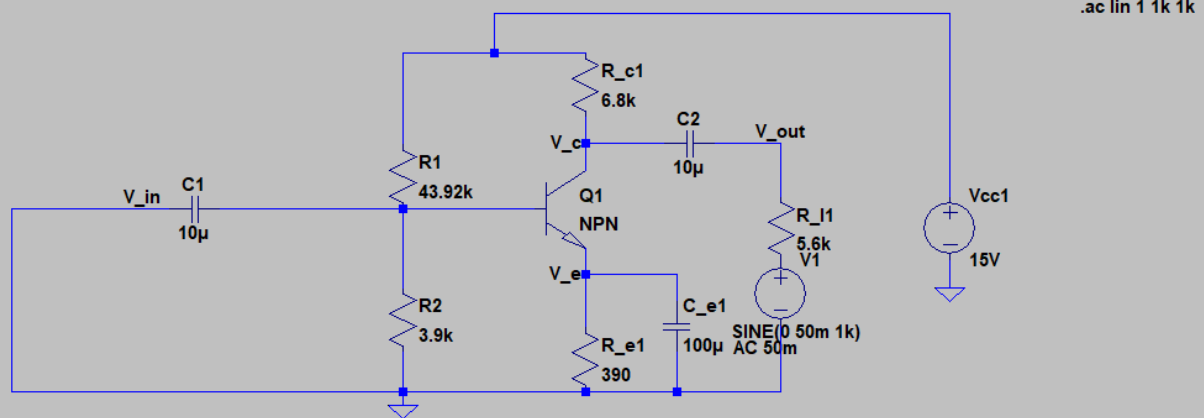 .ac lin 1 1k 1k
R_c1
6.8k
C2
V_out
V_c
10µ
R1
43.92k
C1
V_in
10µ
Q1
NPN
Vcc1
15V
R_l1
5.6k
V1
V_e
R2
3.9k
C_e1
100µ
SINE(0 50m 1k)
AC 50m
R_e1
390